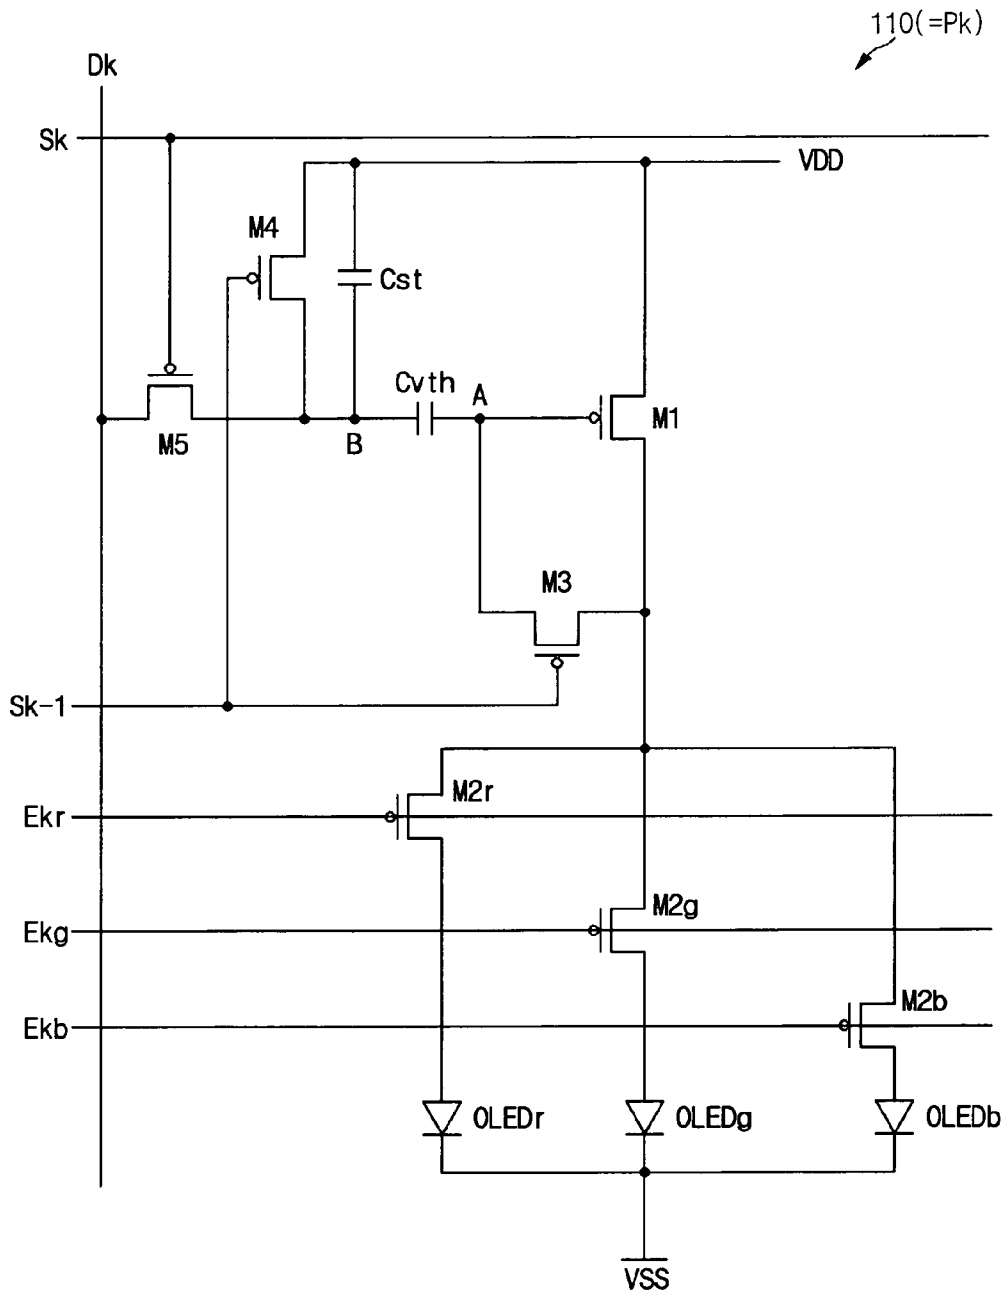 110(=Pk)
Dk
Sk
VDD
M4
Cst
Cvth
A
M1
M5
B
M3
Sk-1
M2r
Ekr
M2g
Ekg
M2b
Ekb
OLEDr
OLEDg
OLEDb
VSS